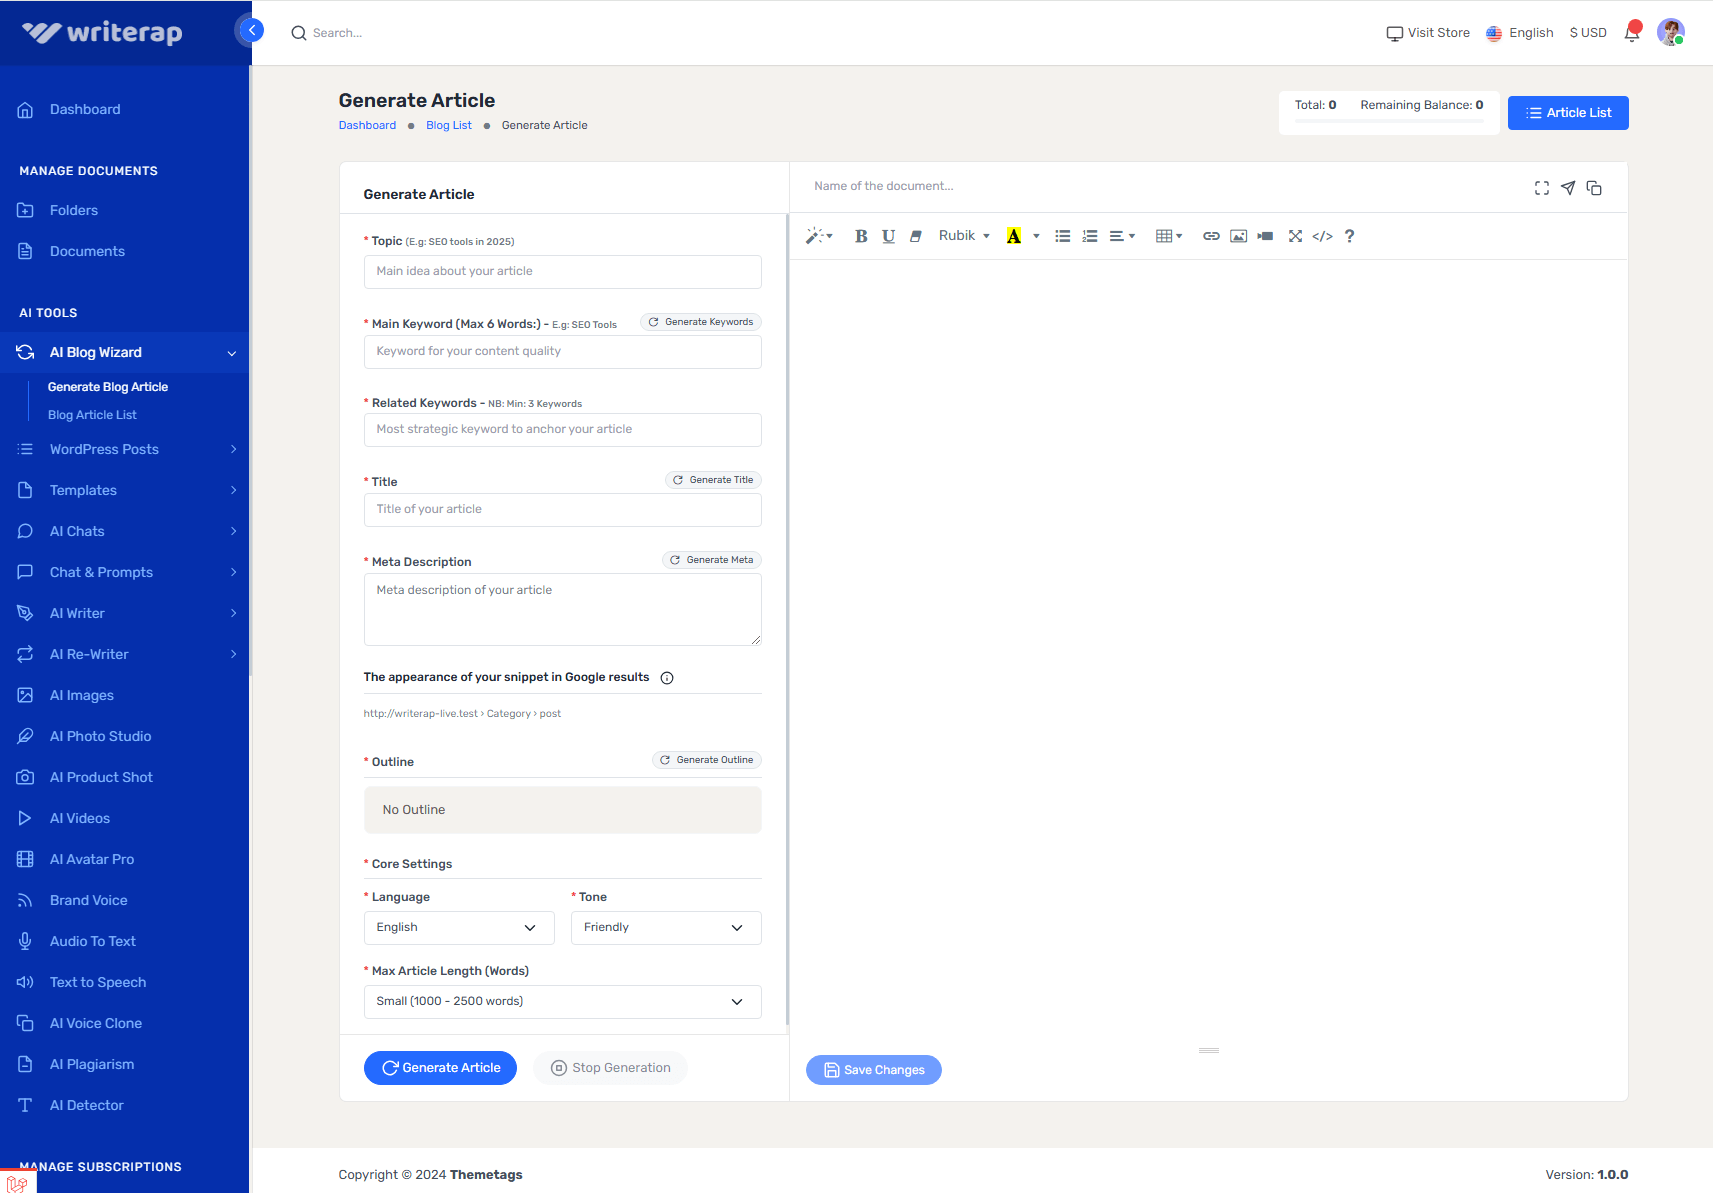 writerap
Search...
Visit Store
English
$ USD
Dashboard
MANAGE DOCUMENTS
Folders
Documents
AI TOOLS
AI Blog Wizard
Generate Blog Article
Blog Article List
WordPress Posts
Templates
AI Chats
Chat & Prompts
AI Writer
AI Re-Writer
AI Images
AI Photo Studio
AI Product Shot
AI Videos
AI Avatar Pro
Brand Voice
Audio To Text
Text to Speech
AI Voice Clone
AI Plagiarism
AI Detector
MANAGE SUBSCRIPTIONS
Generate Article
Dashboard ● Blog List ● Generate Article
Total: 0 Remaining Balance: 0
Article List
Generate Article
* Topic (E.g: SEO tools in 2025)
Main idea about your article
* Main Keyword (Max 6 Words:) - E.g: SEO Tools
Generate Keywords
Keyword for your content quality
* Related Keywords - NB: Min: 3 Keywords
Most strategic keyword to anchor your article
* Title
Generate Title
Title of your article
* Meta Description
Generate Meta
Meta description of your article
The appearance of your snippet in Google results
http://writerap-live.test › Category › post
* Outline
Generate Outline
No Outline
* Core Settings
* Language
* Tone
English
Friendly
* Max Article Length (Words)
Small (1000 - 2500 words)
Generate Article
Stop Generation
Name of the document...
B U Rubik A </> ?
Save Changes
Copyright © 2024 Themetags
Version: 1.0.0